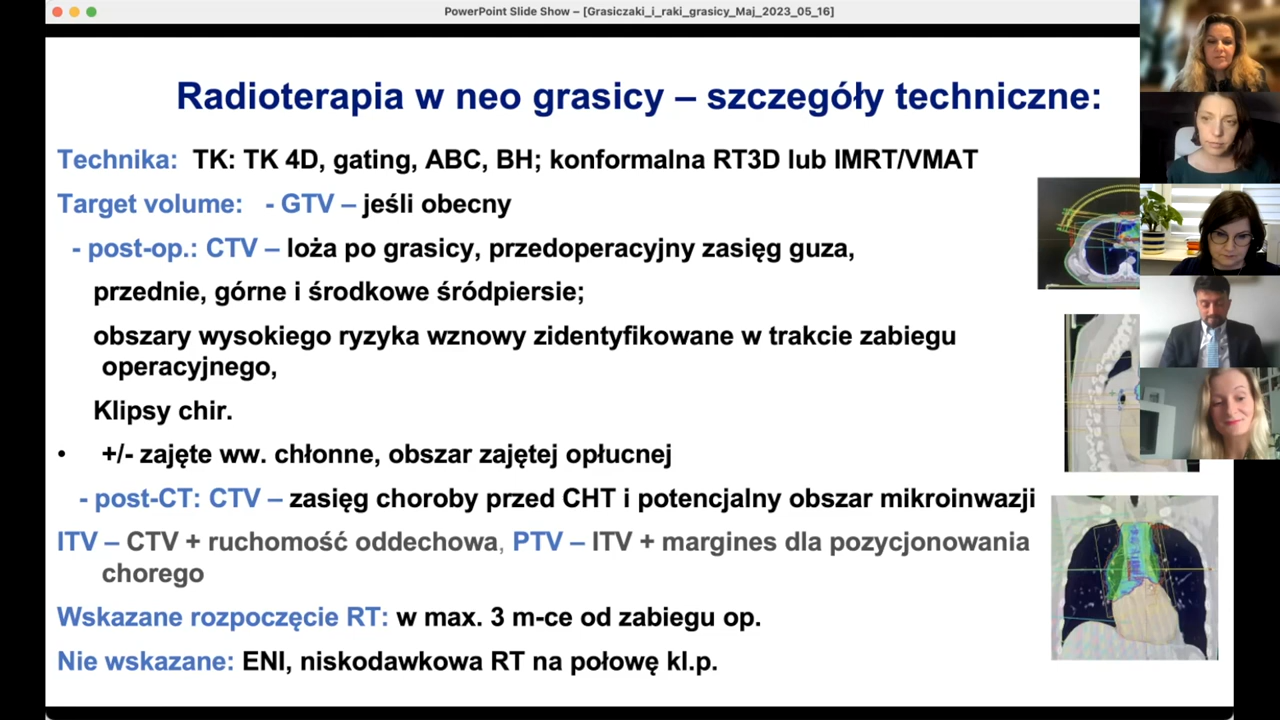 PowerPoint Slide Show – [Grasiczaki_i_raki_grasicy_Maj_2023_05_16]
Radioterapia w neo grasicy – szczegóły techniczne:
Technika: TK: TK 4D, gating, ABC, BH; konformalna RT3D lub IMRT/VMAT
Target volume: - GTV – jeśli obecny
- post-op.: CTV – loża po grasicy, przedoperacyjny zasięg guza,
przednie, górne i środkowe śródpiersie;
obszary wysokiego ryzyka wznowy zidentyfikowane w trakcie zabiegu
operacyjnego,
Klipsy chir.
• +/- zajęte ww. chłonne, obszar zajętej opłucnej
- post-CT: CTV – zasięg choroby przed CHT i potencjalny obszar mikroinwazji
ITV – CTV + ruchomość oddechowa, PTV – ITV + margines dla pozycjonowania
chorego
Wskazane rozpoczęcie RT: w max. 3 m-ce od zabiegu op.
Nie wskazane: ENI, niskodawkowa RT na połowę kl.p.